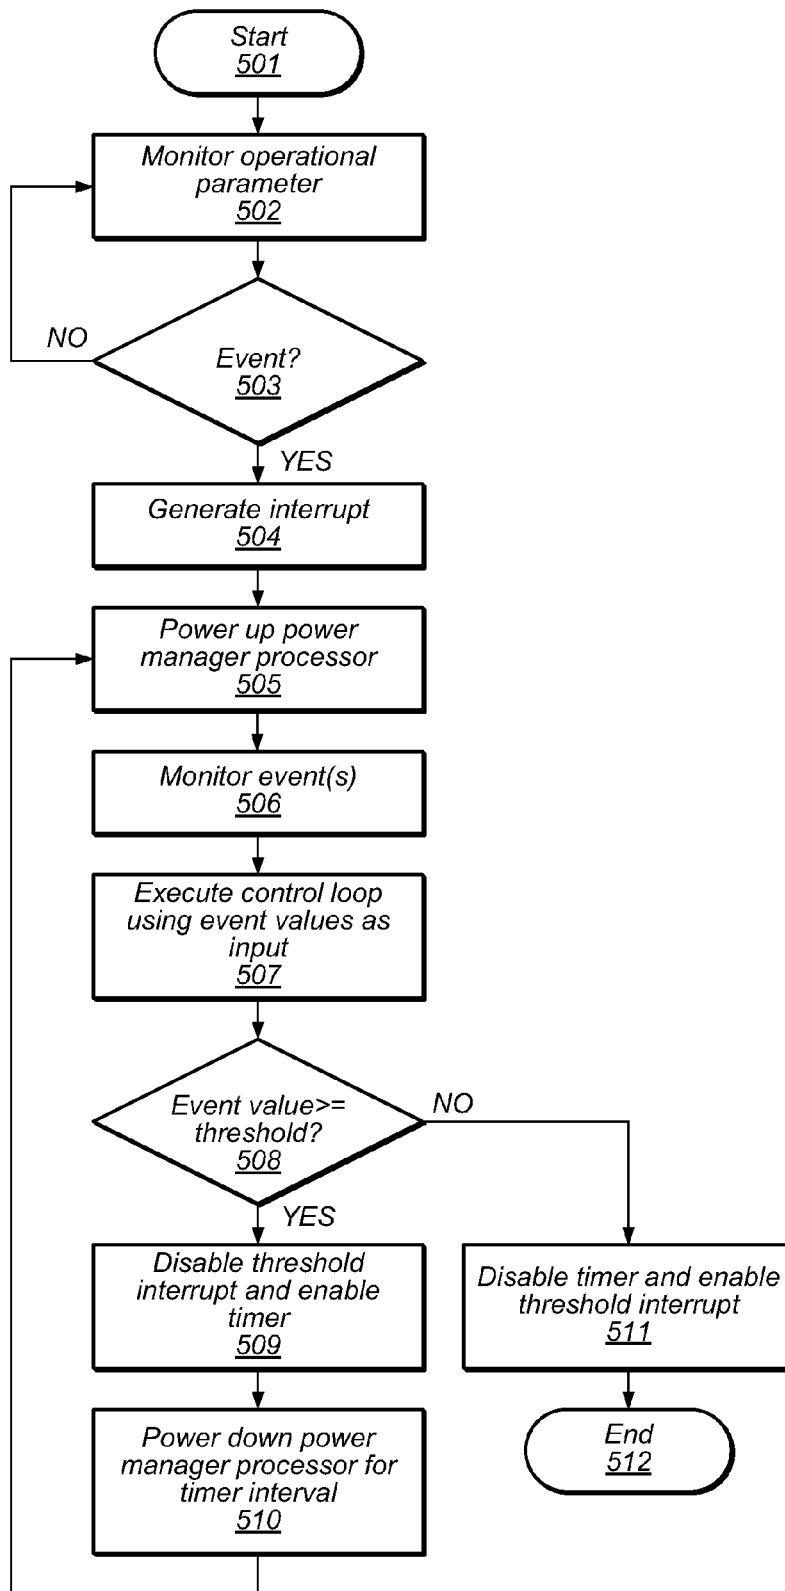 Start
501
Monitor operational
parameter
502
NO
Event?
503
YES
Generate interrupt
504
Power up power
manager processor
505
Monitor event(s)
506
Execute control loop
using event values as
input
507
Event value>=
threshold?
508
NO
YES
Disable threshold
interrupt and enable
timer
509
Disable timer and enable
threshold interrupt
511
Power down power
manager processor for
timer interval
510
End
512